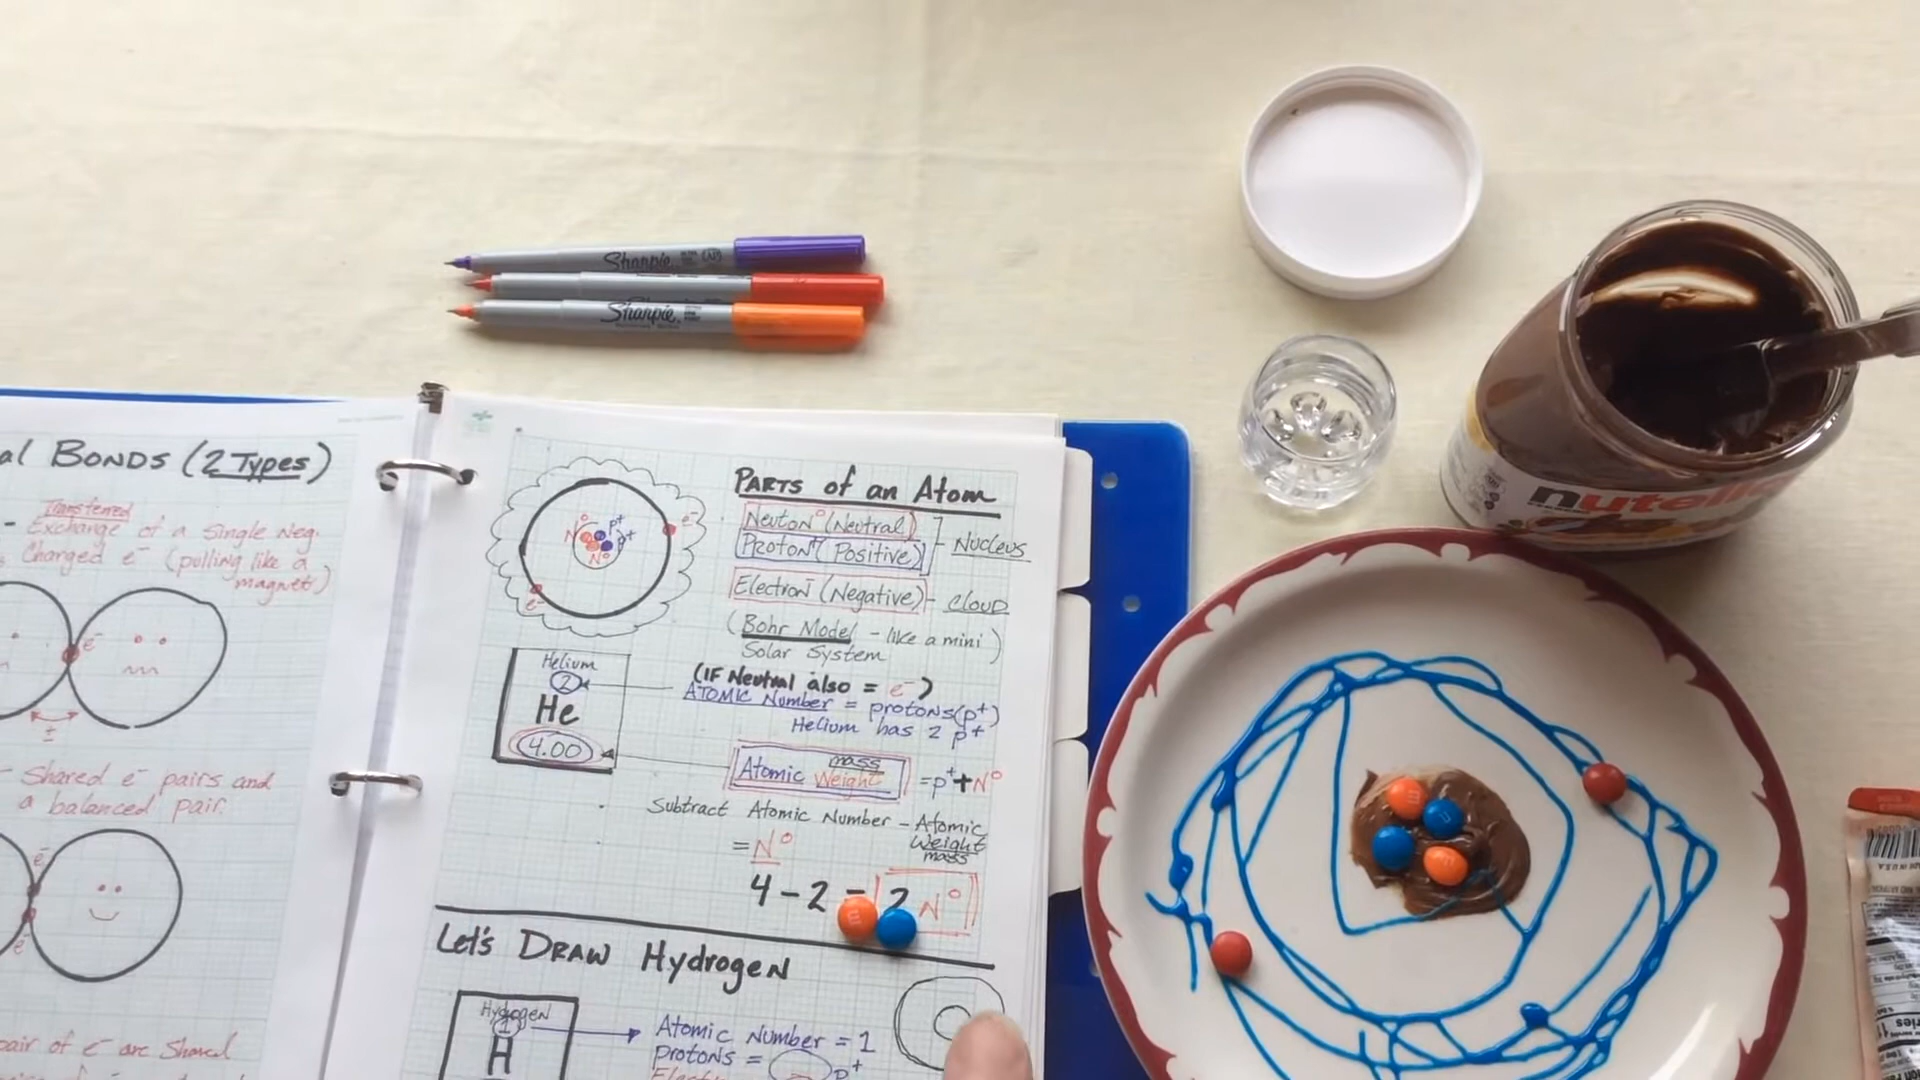 Sharpie
Sharpie
nutella
al BONDS (2 Types)
Transferred
- Exchange of a Single Neg.
Charged e⁻ (pulling like a
magnet)
e⁻
±
- Shared e⁻ pairs and
a balanced pair.
e⁻
e⁻
pair of e⁻ are Shared
PARTS of an Atom
Neuton° (Neutral)
Proton⁺ (Positive)
- Nucleus
Electron⁻ (Negative) - Cloud
(Bohr Model - like a mini)
Solar System
N°
p+
p+
N°
e⁻
e⁻
Helium
2
He
4.00
(IF Neutral also = e⁻)
ATOMIC Number = protons(p+)
Helium has 2 p+
mass
Atomic Weight = p+ + N°
Subtract Atomic Number - Atomic
Weight
mass
= N°
4 - 2 = 2 N°
Let's DRAW Hydrogen
Hydrogen
1
H
Atomic Number = 1
Protons = p+
MADE IN U.S.A.